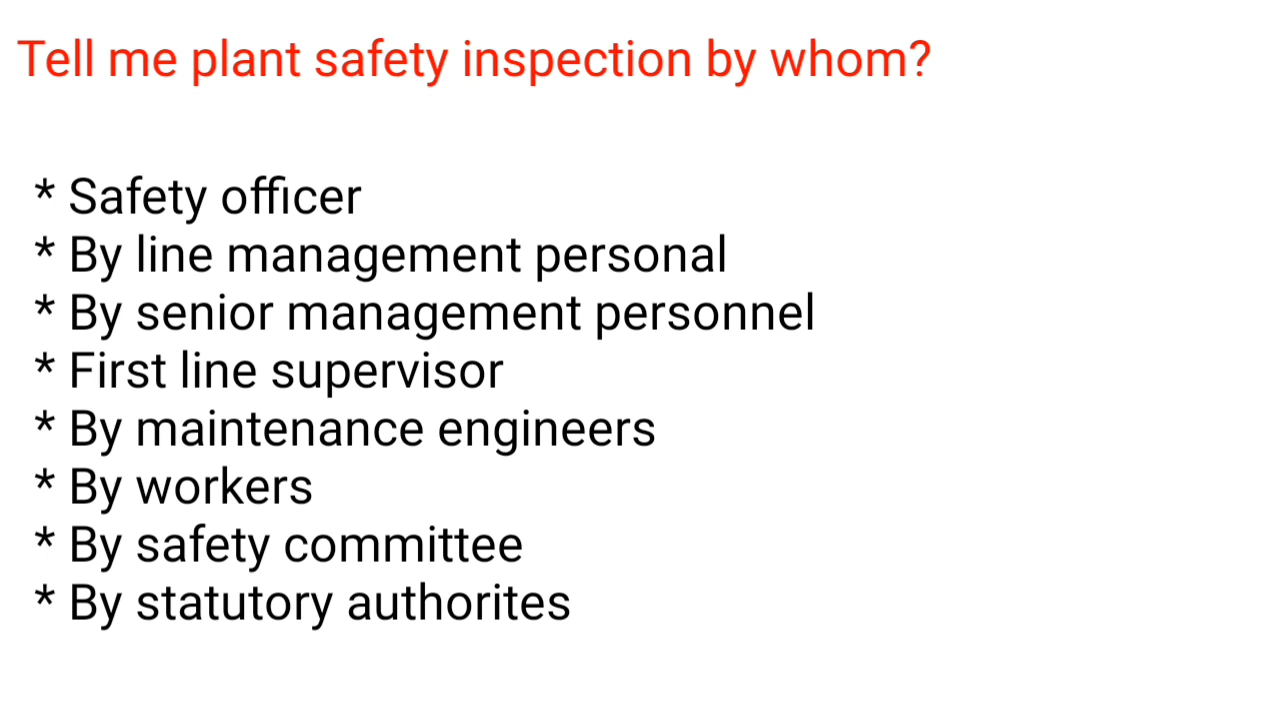 Tell me plant safety inspection by whom?
* Safety officer
* By line management personal
* By senior management personnel
* First line supervisor
* By maintenance engineers
* By workers
* By safety committee
* By statutory authorites